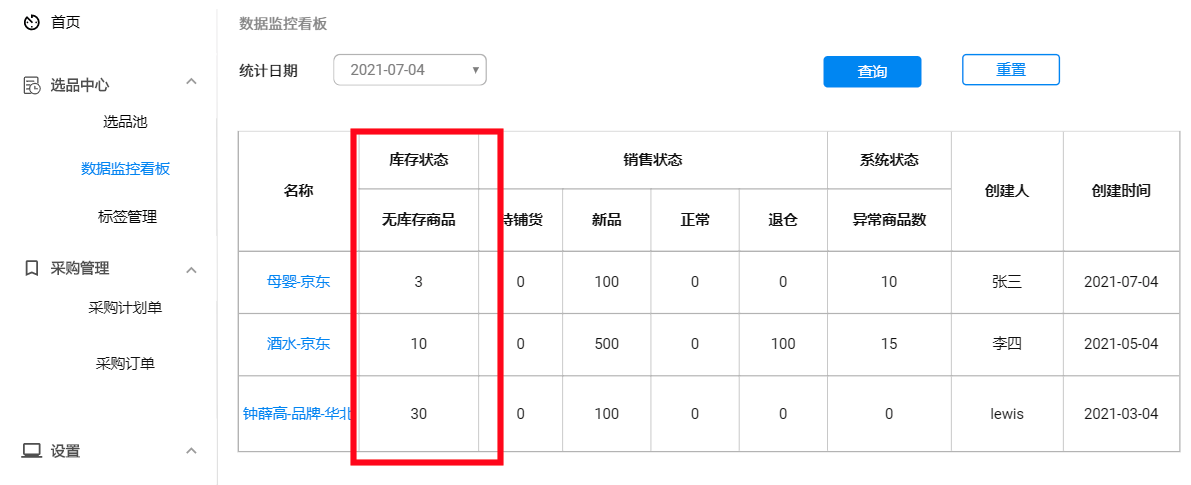 首页
选品中心
选品池
数据监控看板
标签管理
采购管理
采购计划单
采购订单
设置
数据监控看板
统计日期 2021-07-04 查询 重置
名称 库存状态 销售状态 系统状态 创建人 创建时间
无库存商品 铺货 新品 正常 退仓 异常商品数
母婴-京东 3 0 100 0 0 10 张三 2021-07-04
酒水-京东 10 0 500 0 100 15 李四 2021-05-04
钟薛高-品牌-华北 30 0 100 0 0 0 lewis 2021-03-04